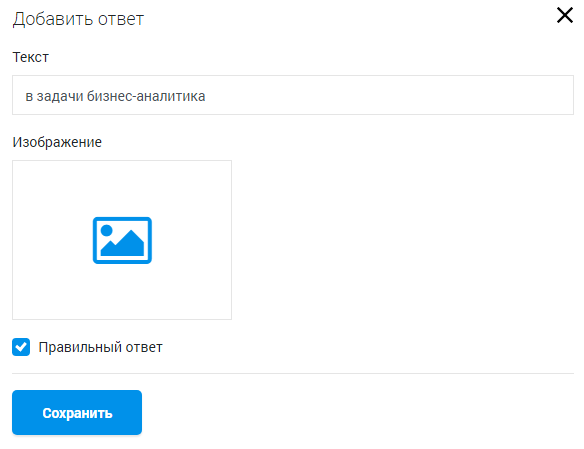 Добавить ответ
Текст
в задачи бизнес-аналитика
Изображение
Правильный ответ
Сохранить